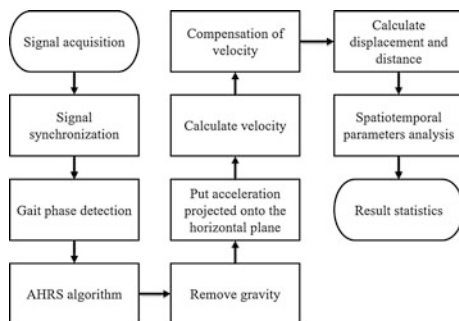 Signal acquisition
Signal
synchronization
Gait phase detection
AHRS algorithm
Remove gravity
Put acceleration
projected onto the
horizontal plane
Calculate velocity
Compensation of
velocity
Calculate
displacement and
distance
Spatiotemporal
parameters analysis
Result statistics